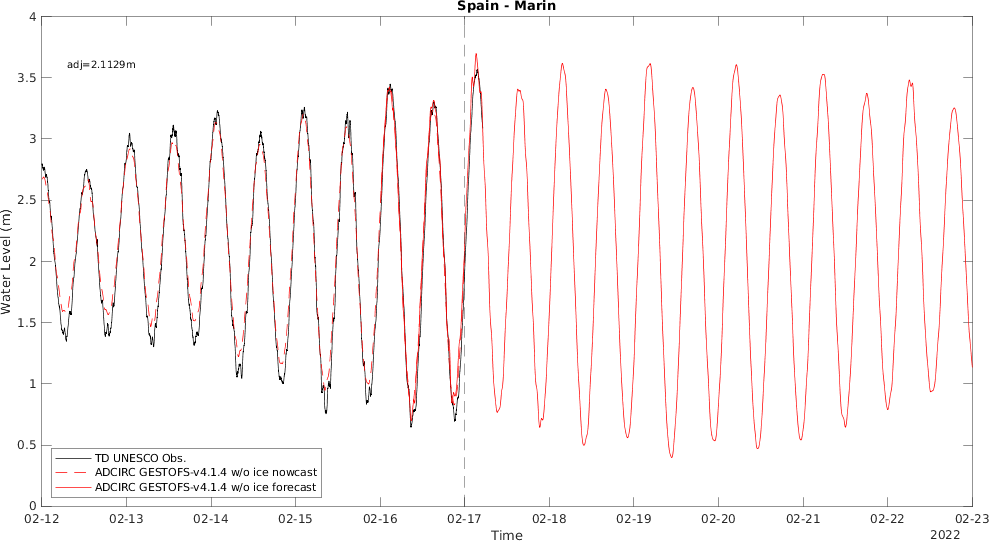 Spain - Marin
adj=2.1129m
Water Level (m)
4
3.5
3
2.5
2
1.5
1
0.5
0
TD UNESCO Obs.
ADCIRC GESTOFS-v4.1.4 w/o ice nowcast
ADCIRC GESTOFS-v4.1.4 w/o ice forecast
02-12 02-13 02-14 02-15 02-16 02-17 02-18 02-19 02-20 02-21 02-22 02-23
Time
2022